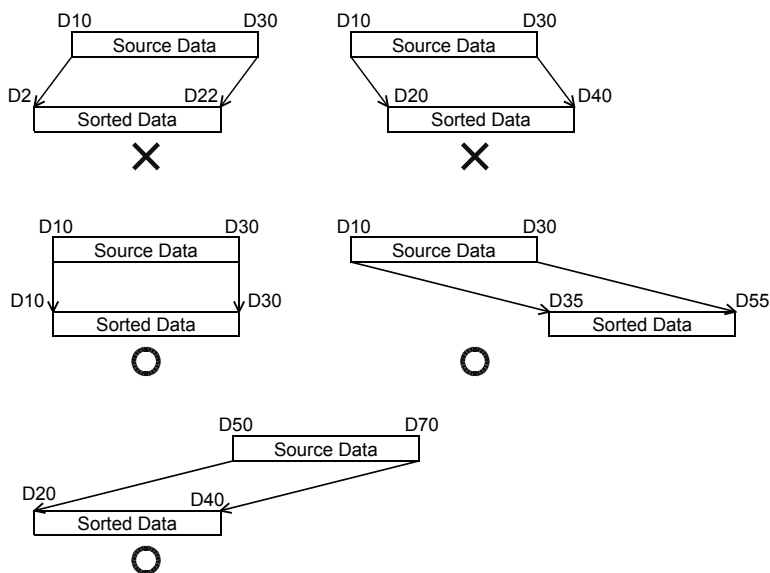 D10 D30 D10 D30
Source Data Source Data
D2 D22 D20 D40
Sorted Data Sorted Data
D10 D30 D10 D30
Source Data Source Data
D10 D30 D35 D55
Sorted Data Sorted Data
D50 D70
Source Data
D20 D40
Sorted Data